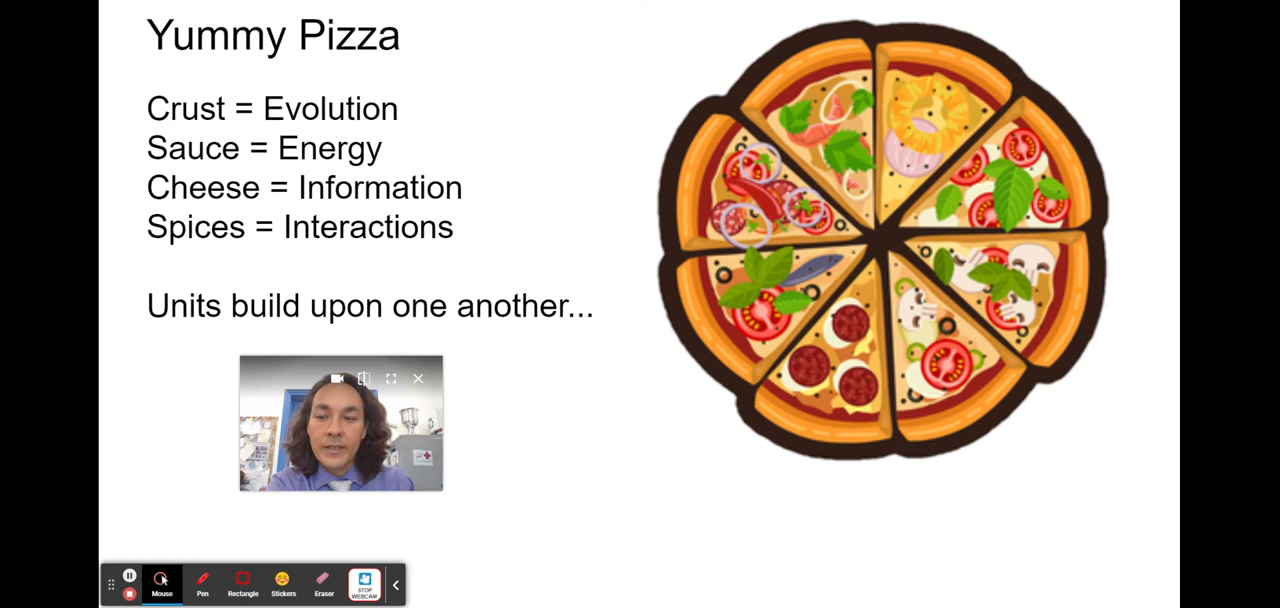 Yummy Pizza
Crust = Evolution
Sauce = Energy
Cheese = Information
Spices = Interactions
Units build upon one another...
Mouse
Pen
Rectangle
Stickers
Eraser
STOP
WEBCAM